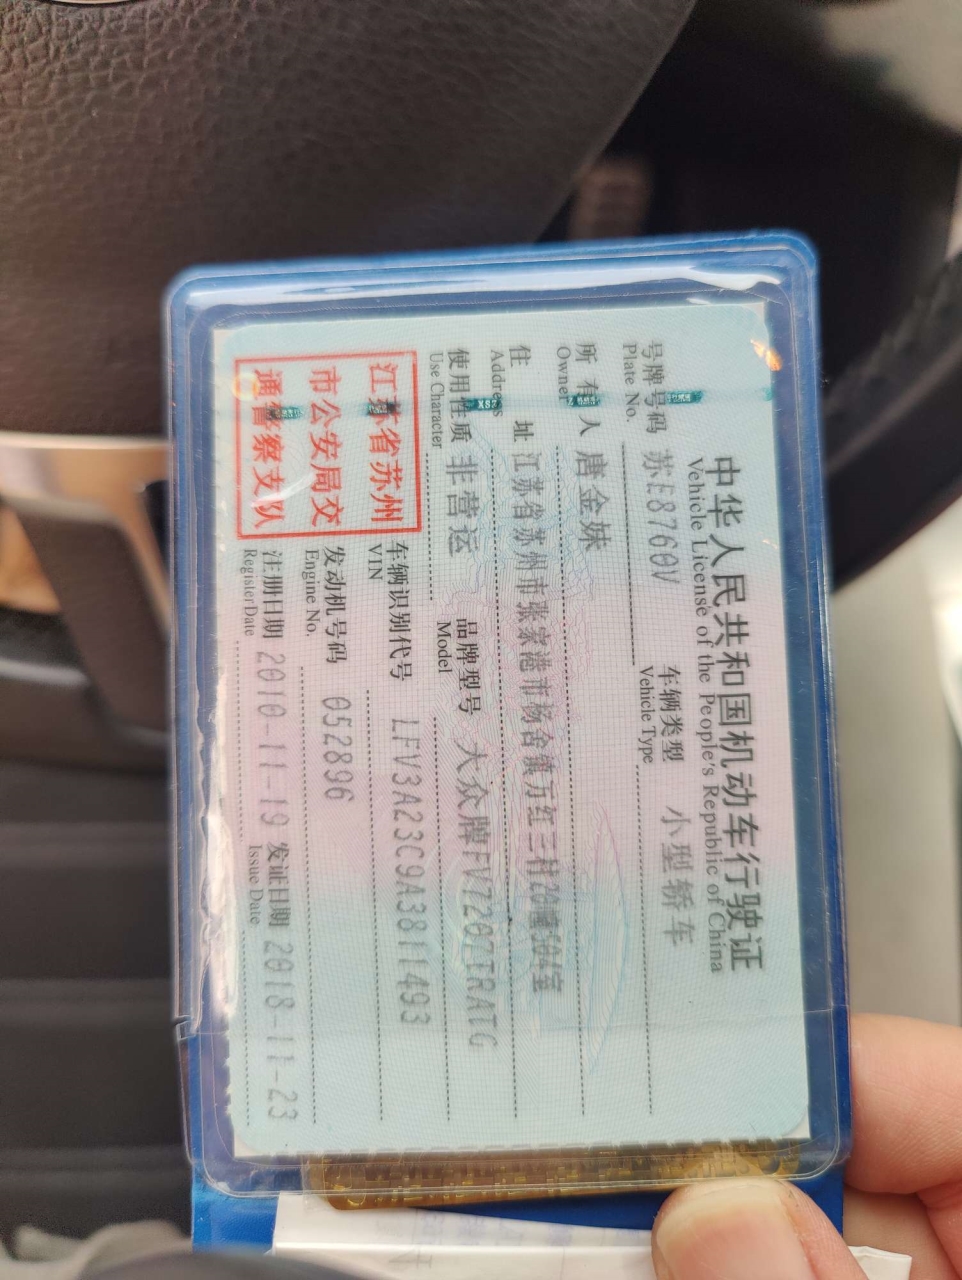 中华人民共和国机动车行驶证
Vehicle License of the People's Republic of China
号牌号码 苏E8760V 车辆类型 小型轿车
Plate No. Vehicle Type
所有人 唐金妹
Owner
住址 江苏省苏州市张家港市杨舍镇万红三村20幢504室
Address
使用性质 非营运 品牌型号 大众牌FV7207TRATG
Use Character Model
江苏省苏州
市公安局交
通警察支队
车辆识别代号 LFV3A23C9A3811493
VIN
发动机号码 052896
Engine No.
注册日期 2010-11-19 发证日期 2018-11-23
Register Date Issue Date